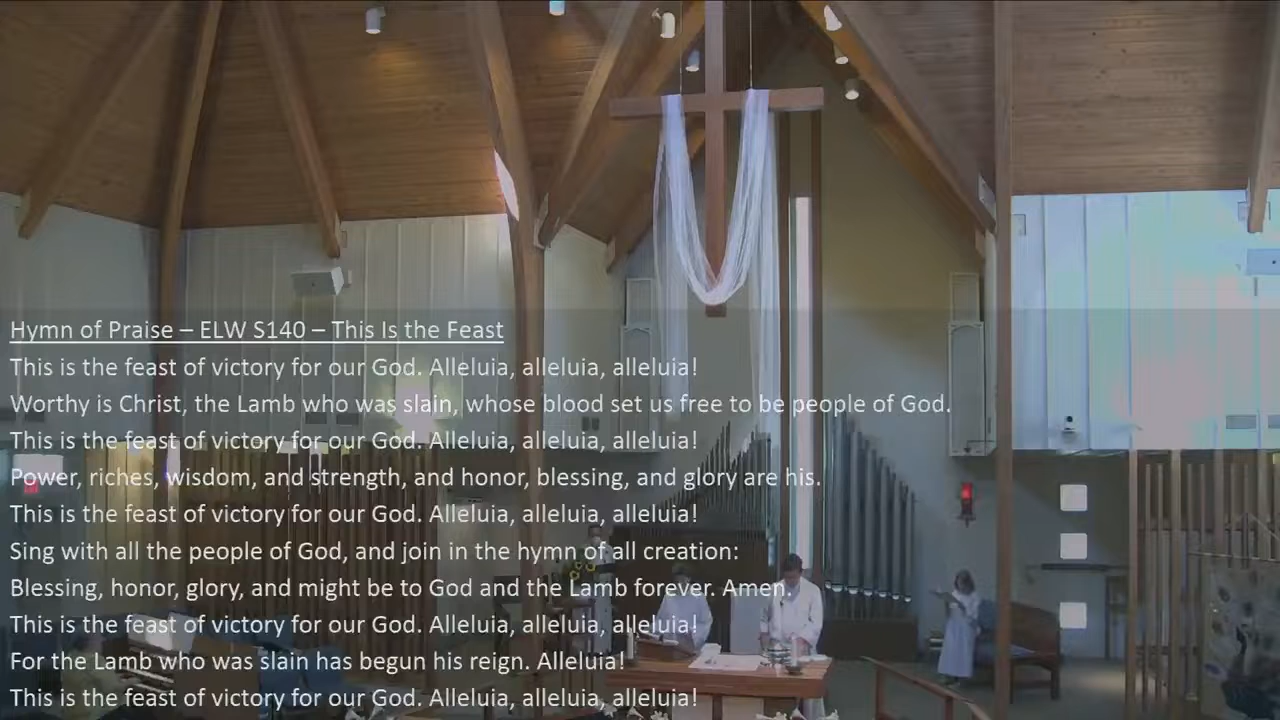 Hymn of Praise – ELW S140 – This Is the Feast
This is the feast of victory for our God. Alleluia, alleluia, alleluia!
Worthy is Christ, the Lamb who was slain, whose blood set us free to be people of God.
This is the feast of victory for our God. Alleluia, alleluia, alleluia!
Power, riches, wisdom, and strength, and honor, blessing, and glory are his.
This is the feast of victory for our God. Alleluia, alleluia, alleluia!
Sing with all the people of God, and join in the hymn of all creation:
Blessing, honor, glory, and might be to God and the Lamb forever. Amen.
This is the feast of victory for our God. Alleluia, alleluia, alleluia!
For the Lamb who was slain has begun his reign. Alleluia!
This is the feast of victory for our God. Alleluia, alleluia, alleluia!